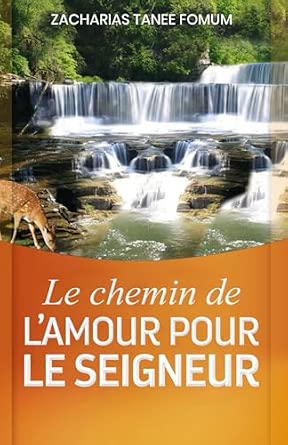 ZACHARIAS TANEE FOMUM
Le chemin de
L'AMOUR POUR
LE SEIGNEUR